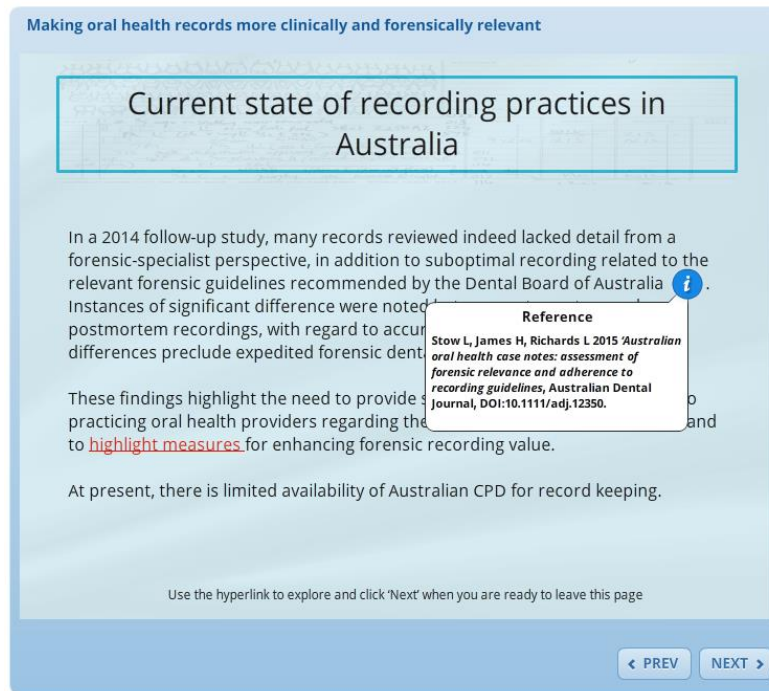 Making oral health records more clinically and forensically relevant
Current state of recording practices in
Australia
In a 2014 follow-up study, many records reviewed indeed lacked detail from a
forensic-specialist perspective, in addition to suboptimal recording related to the
relevant forensic guidelines recommended by the Dental Board of Australia i .
Instances of significant difference were noted
postmortem recordings, with regard to
differences preclude expedited forensic
These findings highlight the need to provide
practicing oral health providers regarding and
to highlight measures for enhancing forensic recording value.
At present, there is limited availability of Australian CPD for record keeping.
Reference
Stow L, James H, Richards L 2015 'Australian
oral health case notes: assessment of
forensic relevance and adherence to
recording guidelines, Australian Dental
Journal, DOI:10.1111/adj.12350.
Use the hyperlink to explore and click 'Next' when you are ready to leave this page
PREV
NEXT